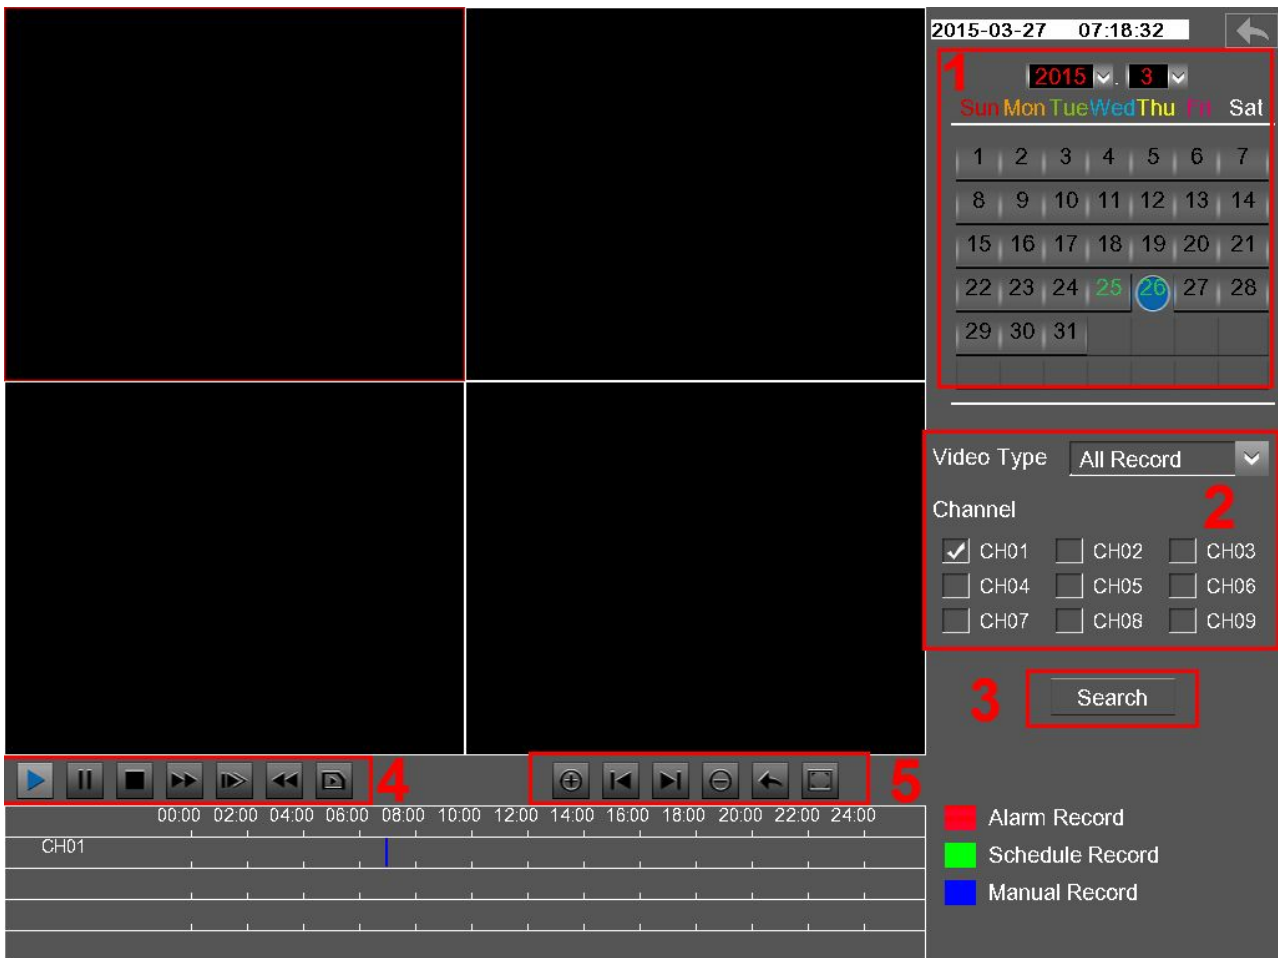 2015-03-27 07:18:32
1
2015 . 3
Sun Mon Tue Wed Thu Fri Sat
1 2 3 4 5 6 7
8 9 10 11 12 13 14
15 16 17 18 19 20 21
22 23 24 25 26 27 28
29 30 31
Video Type All Record
2
Channel
CH01 CH02 CH03
CH04 CH05 CH06
CH07 CH08 CH09
3 Search
4 5
00:00 02:00 04:00 06:00 08:00 10:00 12:00 14:00 16:00 18:00 20:00 22:00 24:00
CH01
Alarm Record
Schedule Record
Manual Record